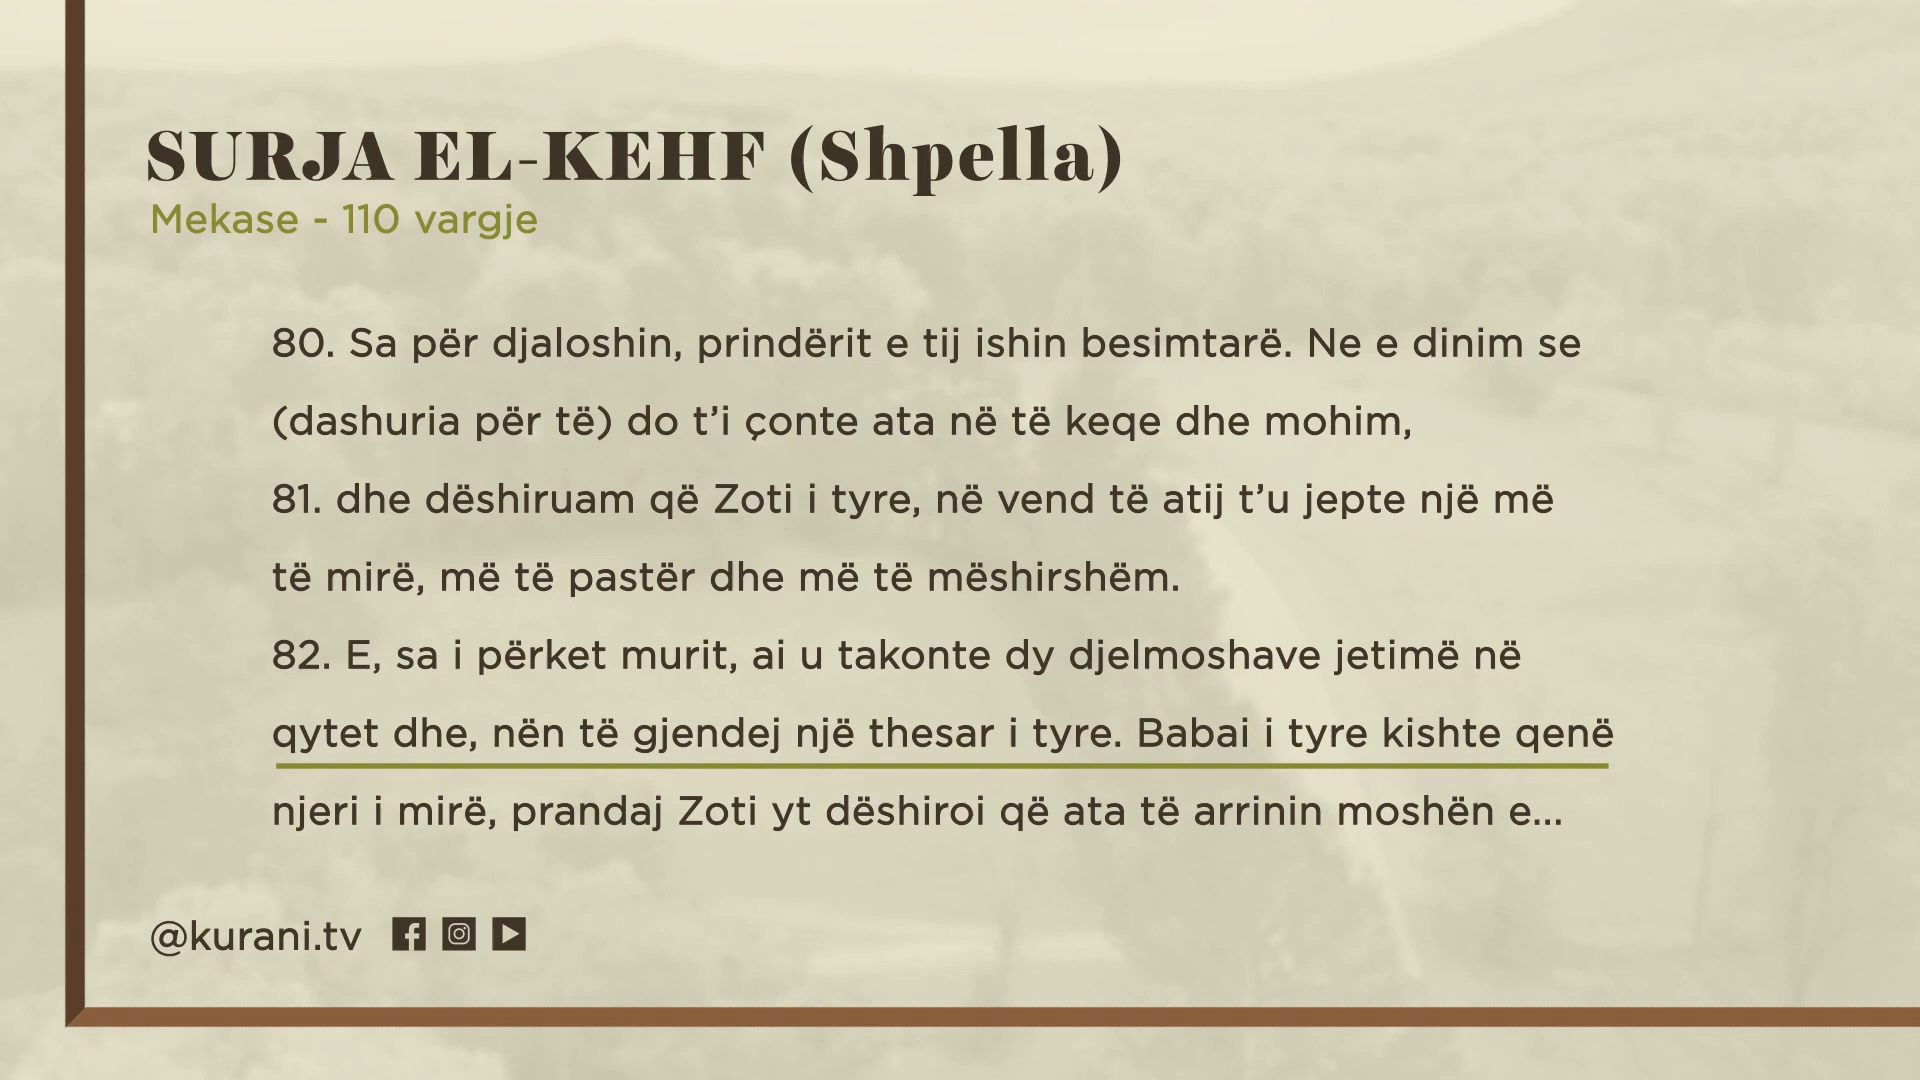 SURJA EL-KEHF (Shpella)
Mekase - 110 vargje
80. Sa për djaloshin, prindërit e tij ishin besimtarë. Ne e dinim se
(dashuria për të) do t’i çonte ata në të keqe dhe mohim,
81. dhe dëshiruam që Zoti i tyre, në vend të atij t’u jepte një më
të mirë, më të pastër dhe më të mëshirshëm.
82. E, sa i përket murit, ai u takonte dy djelmoshave jetimë në
qytet dhe, nën të gjendej një thesar i tyre. Babai i tyre kishte qenë
njeri i mirë, prandaj Zoti yt dëshiroi që ata të arrinin moshën e...
@kurani.tv